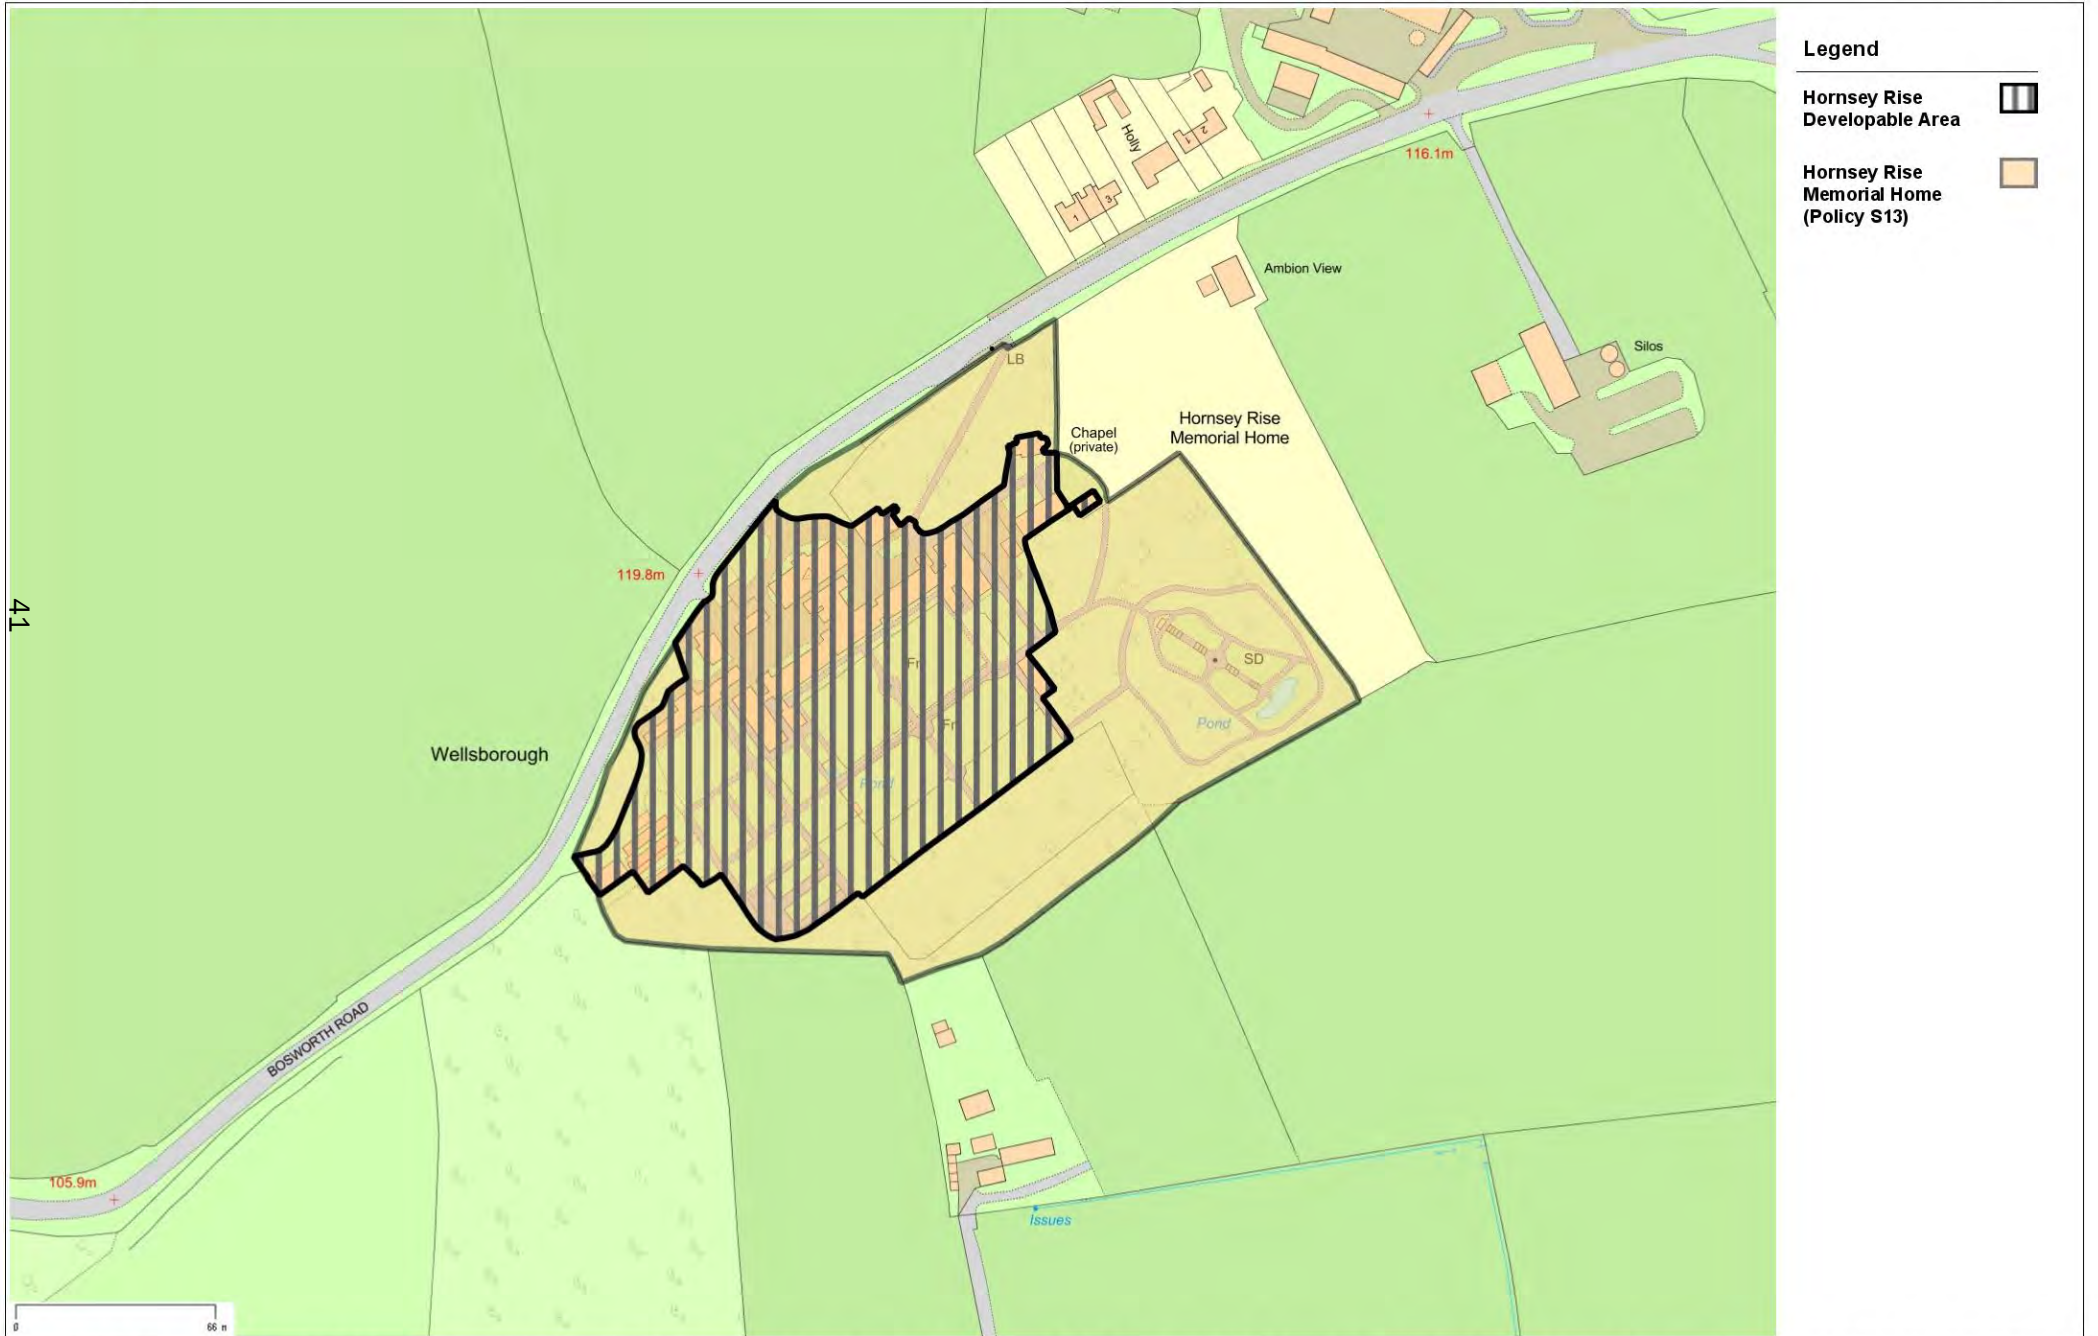 Legend
Hornsey Rise
Developable Area
Hornsey Rise
Memorial Home
(Policy S13)
Holly
2
1
3
1
116.1m
Ambion View
Silos
LB
Chapel
(private)
Hornsey Rise
Memorial Home
119.8m
41
SD
Fr
Fr
Pond
Pond
Wellsborough
BOSWORTH ROAD
105.9m
Issues
0
66 m